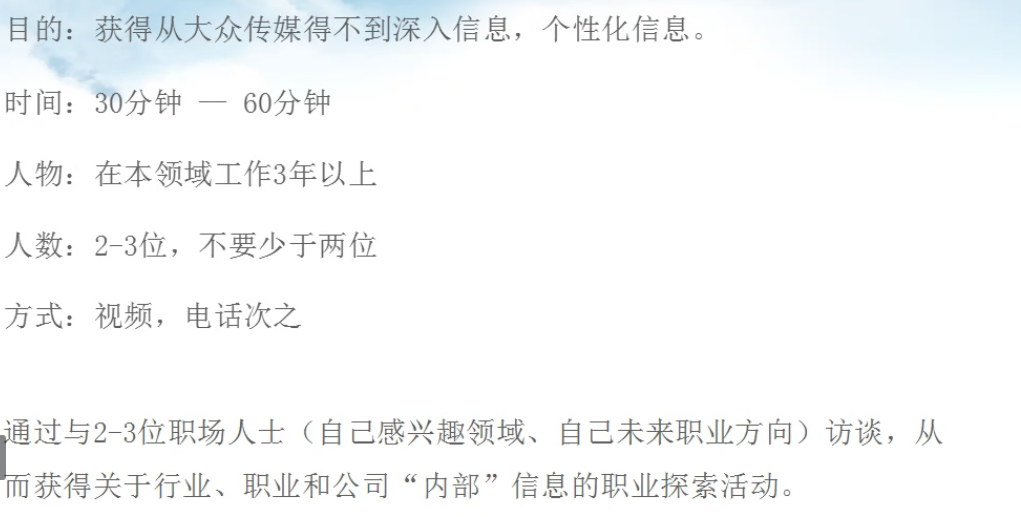 目的：获得从大众传媒得不到深入信息，个性化信息。
时间：30分钟 — 60分钟
人物：在本领域工作3年以上
人数：2-3位，不要少于两位
方式：视频，电话次之
通过与2-3位职场人士（自己感兴趣领域、自己未来职业方向）访谈，从
而获得关于行业、职业和公司“内部”信息的职业探索活动。